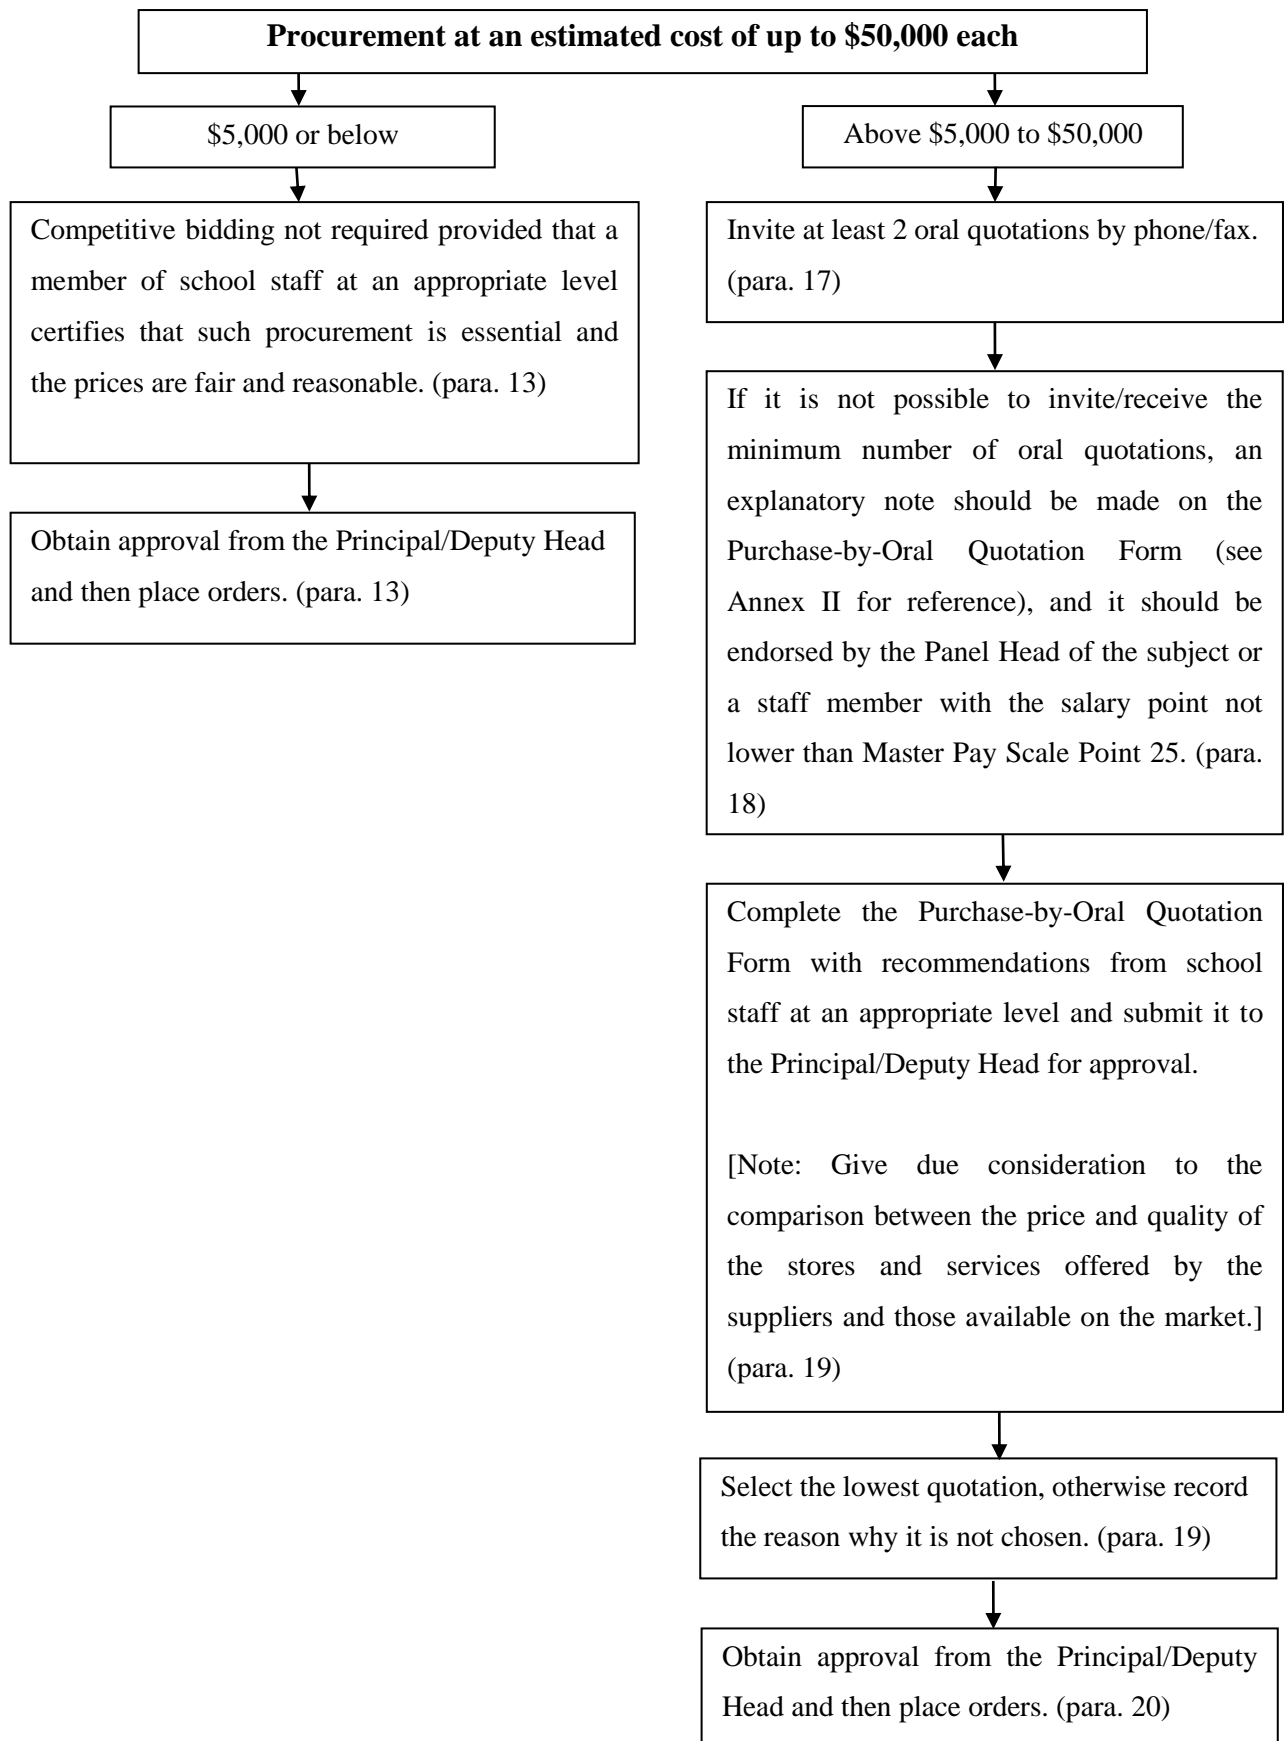 Procurement at an estimated cost of up to $50,000 each
$5,000 or below
Competitive bidding not required provided that a
member of school staff at an appropriate level
certifies that such procurement is essential and
the prices are fair and reasonable. (para. 13)
Obtain approval from the Principal/Deputy Head
and then place orders. (para. 13)
Above $5,000 to $50,000
Invite at least 2 oral quotations by phone/fax.
(para. 17)
If it is not possible to invite/receive the
minimum number of oral quotations, an
explanatory note should be made on the
Purchase-by-Oral Quotation Form (see
Annex II for reference), and it should be
endorsed by the Panel Head of the subject or
a staff member with the salary point not
lower than Master Pay Scale Point 25. (para.
18)
Complete the Purchase-by-Oral Quotation
Form with recommendations from school
staff at an appropriate level and submit it to
the Principal/Deputy Head for approval.
[Note: Give due consideration to the
comparison between the price and quality of
the stores and services offered by the
suppliers and those available on the market.]
(para. 19)
Select the lowest quotation, otherwise record
the reason why it is not chosen. (para. 19)
Obtain approval from the Principal/Deputy
Head and then place orders. (para. 20)